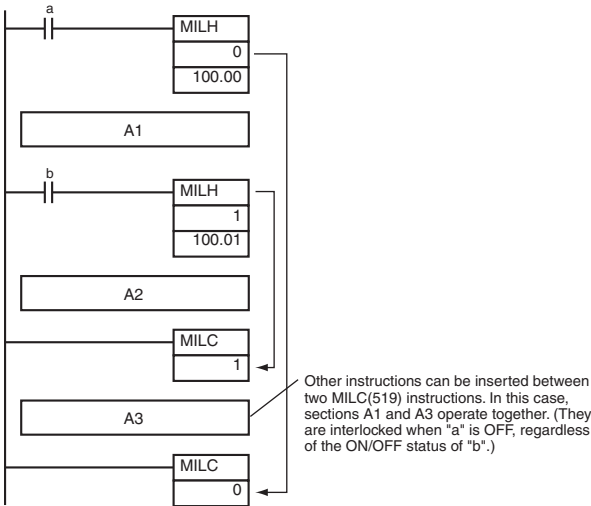 a
MILH
0
100.00
A1
b
MILH
1
100.01
A2
MILC
1
A3
Other instructions can be inserted between
two MILC(519) instructions. In this case,
sections A1 and A3 operate together. (They
are interlocked when "a" is OFF, regardless
of the ON/OFF status of "b".)
MILC
0